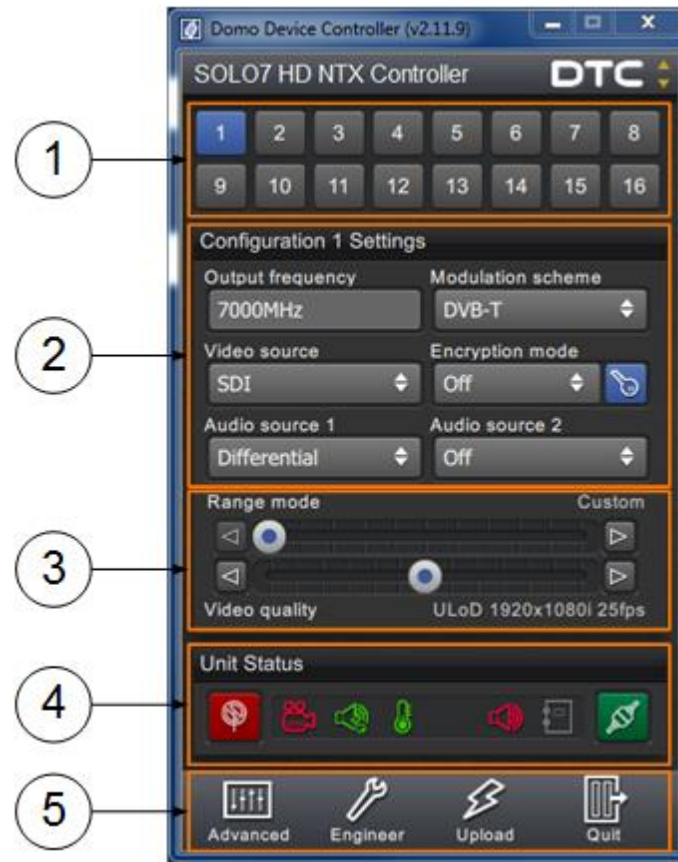 Domo Device Controller (v2.11.9)
SOLO7 HD NTX Controller DTC
1
1 2 3 4 5 6 7 8
9 10 11 12 13 14 15 16
2
Configuration 1 Settings
Output frequency Modulation scheme
7000MHz DVB-T
Video source Encryption mode
SDI Off
Audio source 1 Audio source 2
Differential Off
3
Range mode Custom
Video quality ULoD 1920x1080i 25fps
4
Unit Status
5
Advanced Engineer Upload Quit